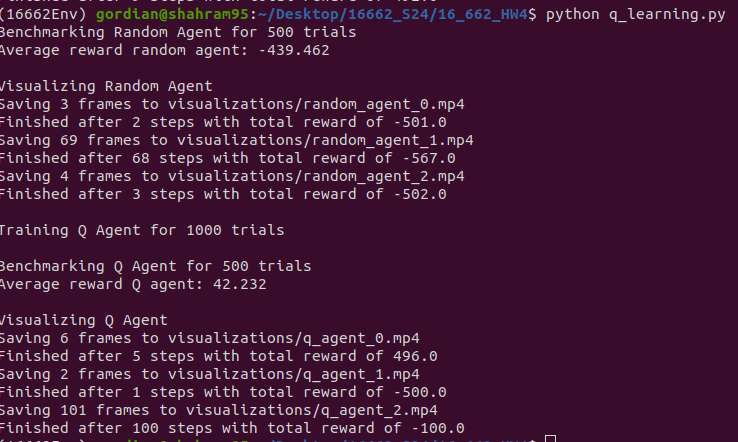 (16662Env) gordian@shahram95:~/Desktop/16662_S24/16_662_HW4$ python q_learning.py
Benchmarking Random Agent for 500 trials
Average reward random agent: -439.462

Visualizing Random Agent
Saving 3 frames to visualizations/random_agent_0.mp4
Finished after 2 steps with total reward of -501.0
Saving 69 frames to visualizations/random_agent_1.mp4
Finished after 68 steps with total reward of -567.0
Saving 4 frames to visualizations/random_agent_2.mp4
Finished after 3 steps with total reward of -502.0

Training Q Agent for 1000 trials

Benchmarking Q Agent for 500 trials
Average reward Q agent: 42.232

Visualizing Q Agent
Saving 6 frames to visualizations/q_agent_0.mp4
Finished after 5 steps with total reward of 496.0
Saving 2 frames to visualizations/q_agent_1.mp4
Finished after 1 steps with total reward of -500.0
Saving 101 frames to visualizations/q_agent_2.mp4
Finished after 100 steps with total reward of -100.0